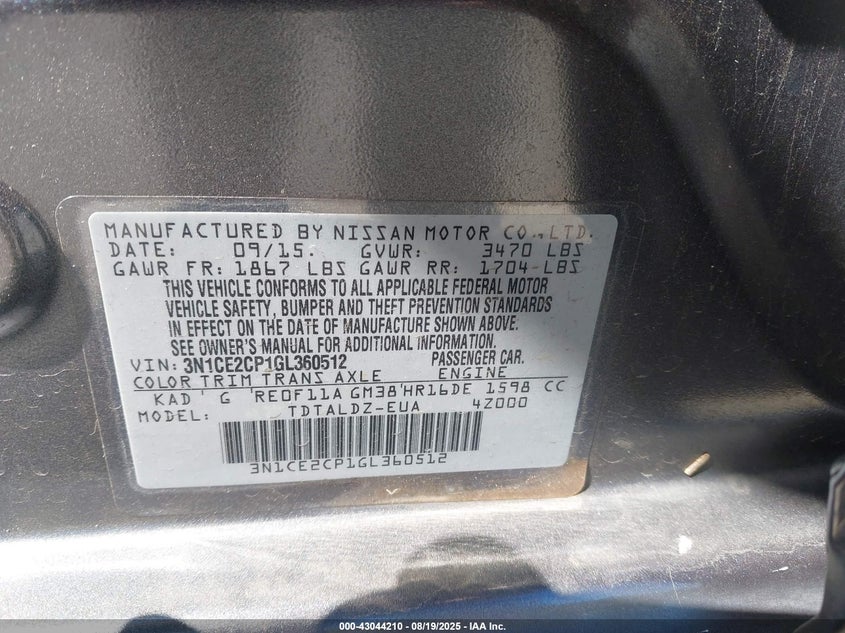 MANUFACTURED BY NISSAN MOTOR CO., LTD.
DATE: 09/15. GVWR: 3470 LBS
GAWR FR: 1867 LBS GAWR RR: 1704 LBS
THIS VEHICLE CONFORMS TO ALL APPLICABLE FEDERAL MOTOR
VEHICLE SAFETY, BUMPER AND THEFT PREVENTION STANDARDS
IN EFFECT ON THE DATE OF MANUFACTURE SHOWN ABOVE.
SEE OWNER'S MANUAL FOR ADDITIONAL INFORMATION.
VIN: 3N1CE2CP1GL360512 PASSENGER CAR.
COLOR TRIM TRANS AXLE ENGINE
KAD G RE0F11A GM38 HR16DE 1598 CC
MODEL: TDTALDZ-EUA 4Z000
3N1CE2CP1GL360512
000-43044210 - 08/19/2025 - IAA Inc.